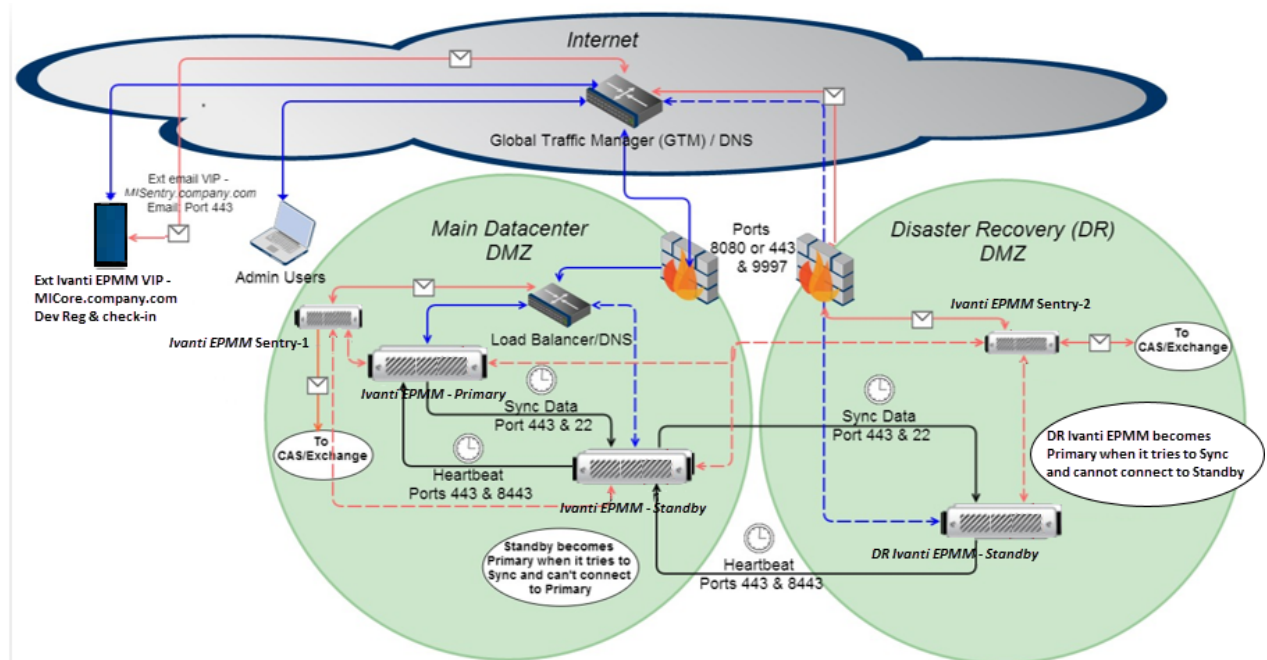 Internet
Global Traffic Manager (GTM) / DNS
Ext email VIP -
MISentry.company.com
Email: Port 443
Admin Users
Ext Ivanti EPMM VIP -
MICore.company.com
Dev Reg & check-in
Main Datacenter
DMZ
Ports
8080 or 443
& 9997
Disaster Recovery (DR)
DMZ
Ivanti EPMM Sentry-1
Load Balancer/DNS
Ivanti EPMM - Primary
Sync Data
Port 443 & 22
To
CAS/Exchange
Heartbeat
Ports 443 & 8443
Ivanti EPMM - Standby
Standby becomes
Primary when it tries to
Sync and can't connect
to Primary
Ivanti EPMM Sentry-2
To
CAS/Exchange
Sync Data
Port 443 & 22
DR Ivanti EPMM becomes
Primary when it tries to Sync
and cannot connect to Standby
DR Ivanti EPMM - Standby
Heartbeat
Ports 443 & 8443